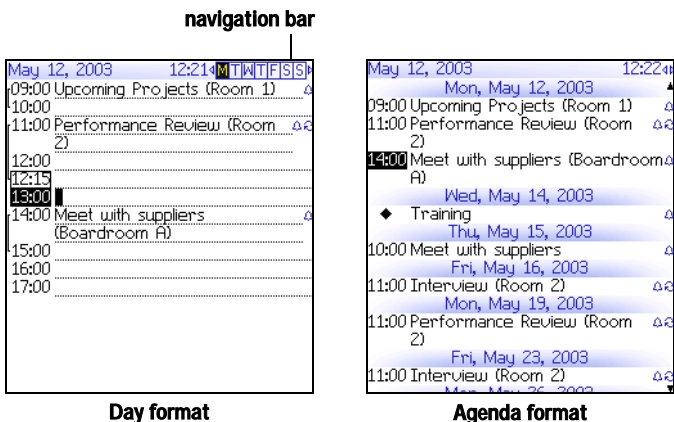 navigation bar
May 12, 2003 12:21 M T W T F S S
09:00 Upcoming Projects (Room 1)
10:00
11:00 Performance Review (Room
2)
12:00
12:15
13:00
14:00 Meet with suppliers
(Boardroom A)
15:00
16:00
17:00
Day format
May 12, 2003 12:22
Mon, May 12, 2003
09:00 Upcoming Projects (Room 1)
11:00 Performance Review (Room
2)
14:00 Meet with suppliers (Boardroom
A)
Wed, May 14, 2003
Training
Thu, May 15, 2003
10:00 Meet with suppliers
Fri, May 16, 2003
11:00 Interview (Room 2)
Mon, May 19, 2003
11:00 Performance Review (Room
2)
Fri, May 23, 2003
11:00 Interview (Room 2)
Mon, May 26, 2003
Agenda format